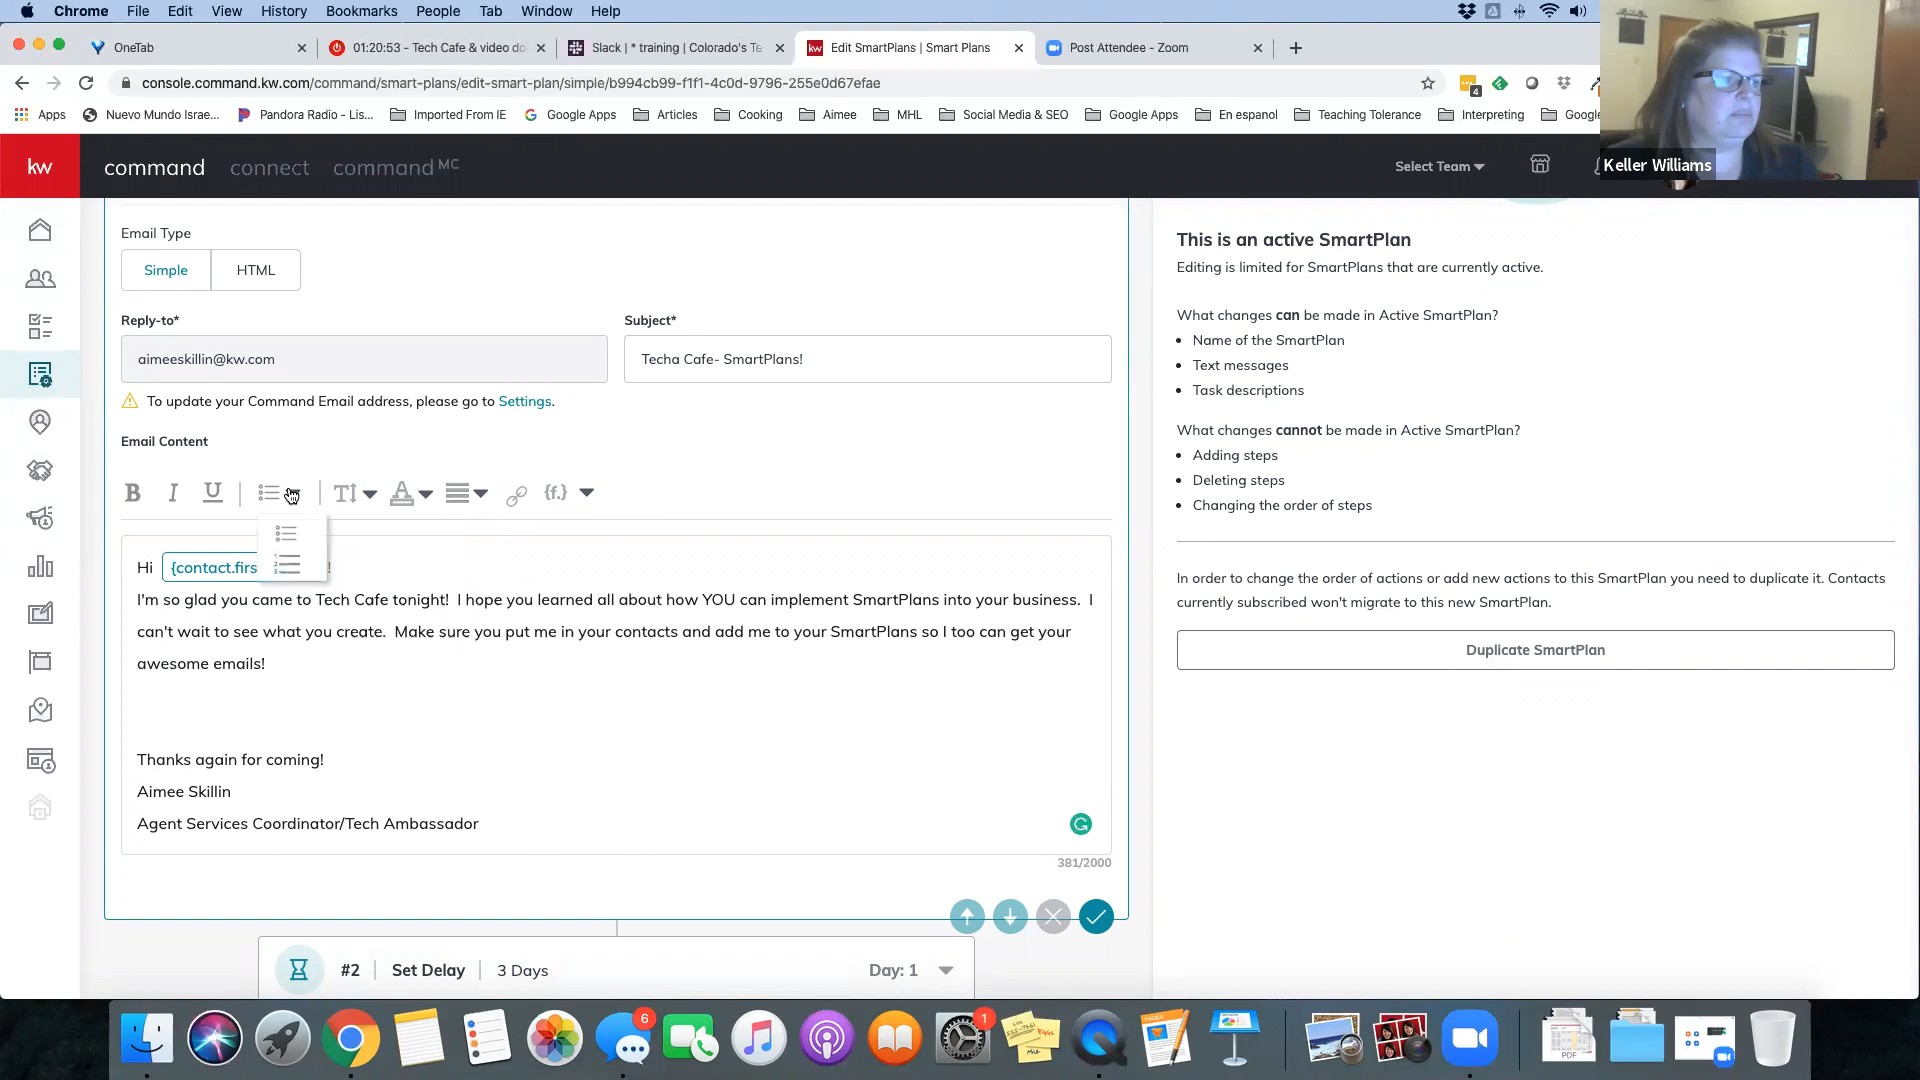 Chrome File Edit View History Bookmarks People Tab Window Help
OneTab
01:20:53 - Tech Cafe & video do
Slack | * training | Colorado's Te
Edit SmartPlans | Smart Plans
Post Attendee - Zoom
console.command.kw.com/command/smart-plans/edit-smart-plan/simple/b994cb99-f1f1-4c0d-9796-255e0d67efae
4
Apps Nuevo Mundo Israe... Pandora Radio - Lis... Imported From IE Google Apps Articles Cooking Aimee MHL Social Media & SEO Google Apps En espanol Teaching Tolerance Interpreting Google
kw command connect command MC
Select Team
Keller Williams
Email Type
Simple HTML
Reply-to* Subject*
aimeeskillin@kw.com Techa Cafe- SmartPlans!
To update your Command Email address, please go to Settings.
Email Content
B I U {f.}
Hi {contact.firs !
I'm so glad you came to Tech Cafe tonight! I hope you learned all about how YOU can implement SmartPlans into your business. I
can't wait to see what you create. Make sure you put me in your contacts and add me to your SmartPlans so I too can get your
awesome emails!
Thanks again for coming!
Aimee Skillin
Agent Services Coordinator/Tech Ambassador
381/2000
#2 Set Delay 3 Days Day: 1
This is an active SmartPlan
Editing is limited for SmartPlans that are currently active.
What changes can be made in Active SmartPlan?
Name of the SmartPlan
Text messages
Task descriptions
What changes cannot be made in Active SmartPlan?
Adding steps
Deleting steps
Changing the order of steps
In order to change the order of actions or add new actions to this SmartPlan you need to duplicate it. Contacts
currently subscribed won't migrate to this new SmartPlan.
Duplicate SmartPlan
6
1
PAGES
PDF